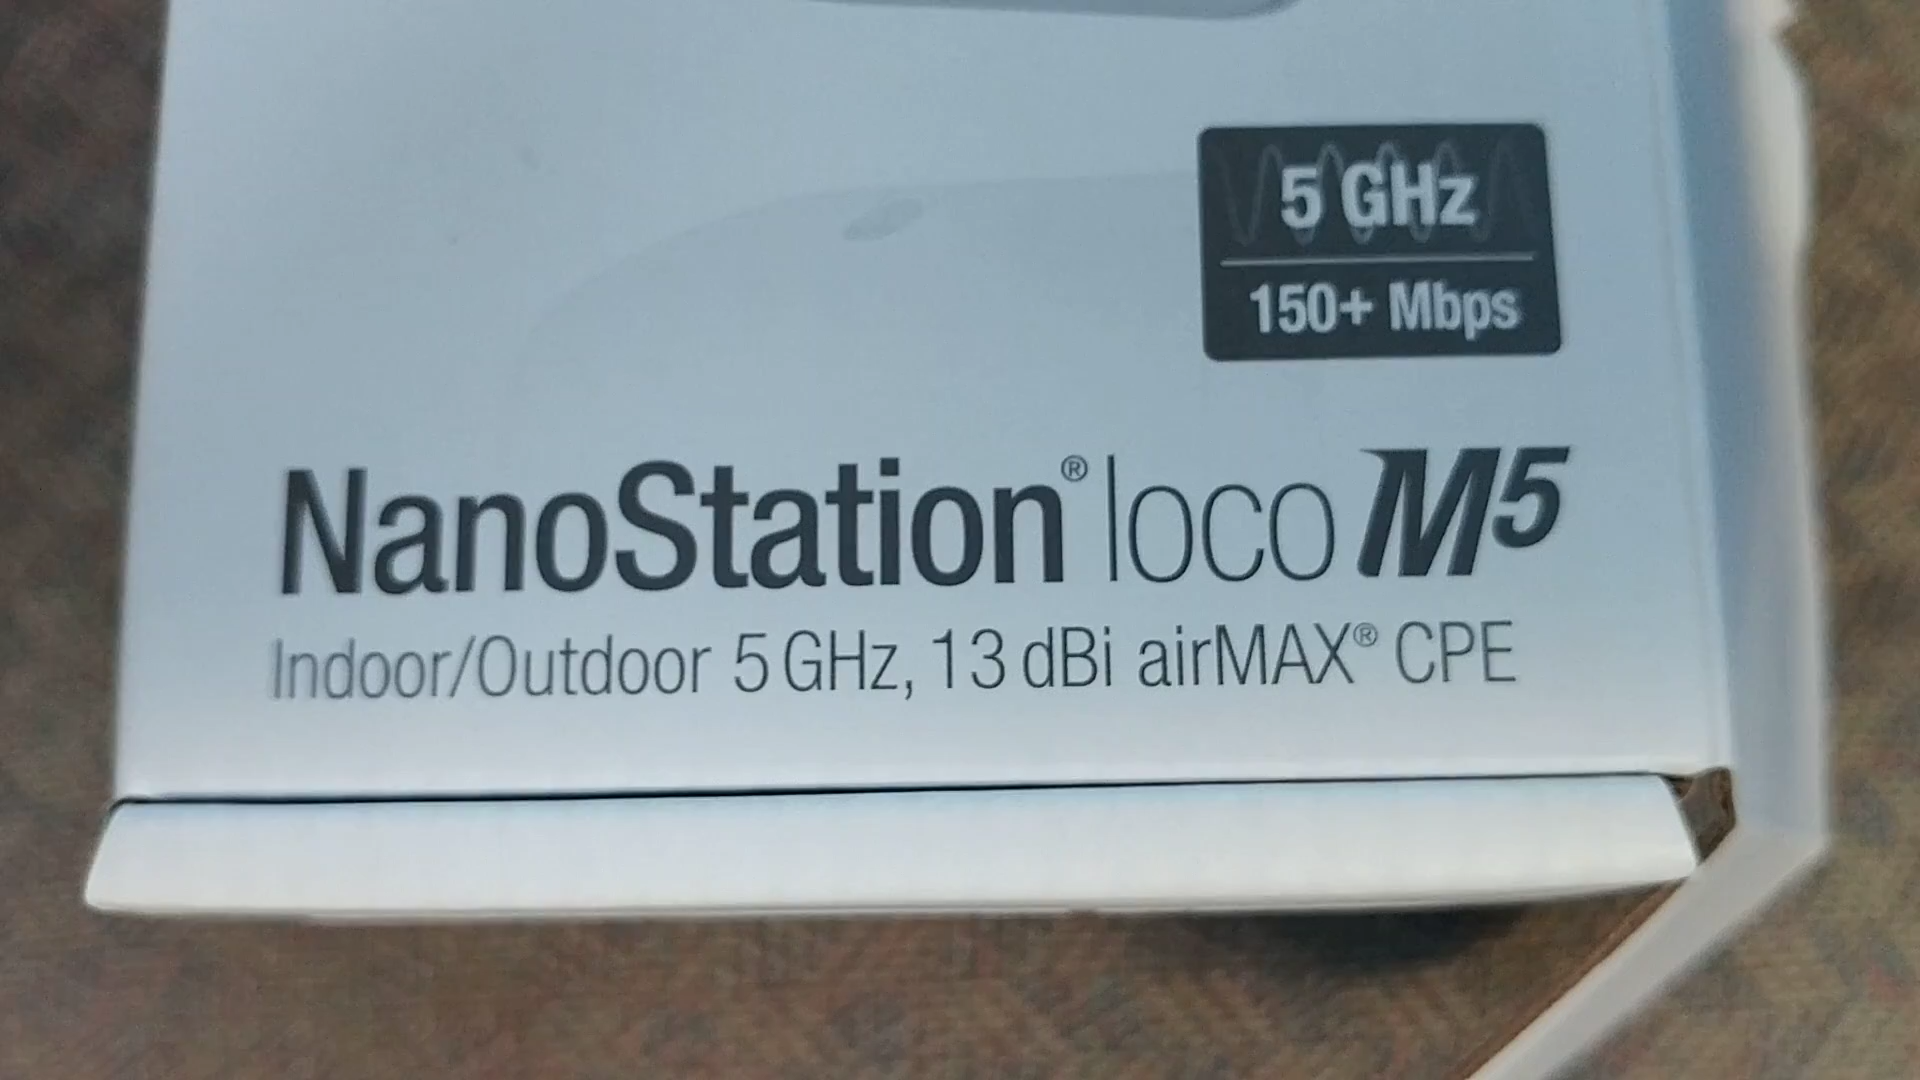 5 GHz
150+ Mbps
NanoStation® loco M5
Indoor/Outdoor 5 GHz, 13 dBi airMAX® CPE